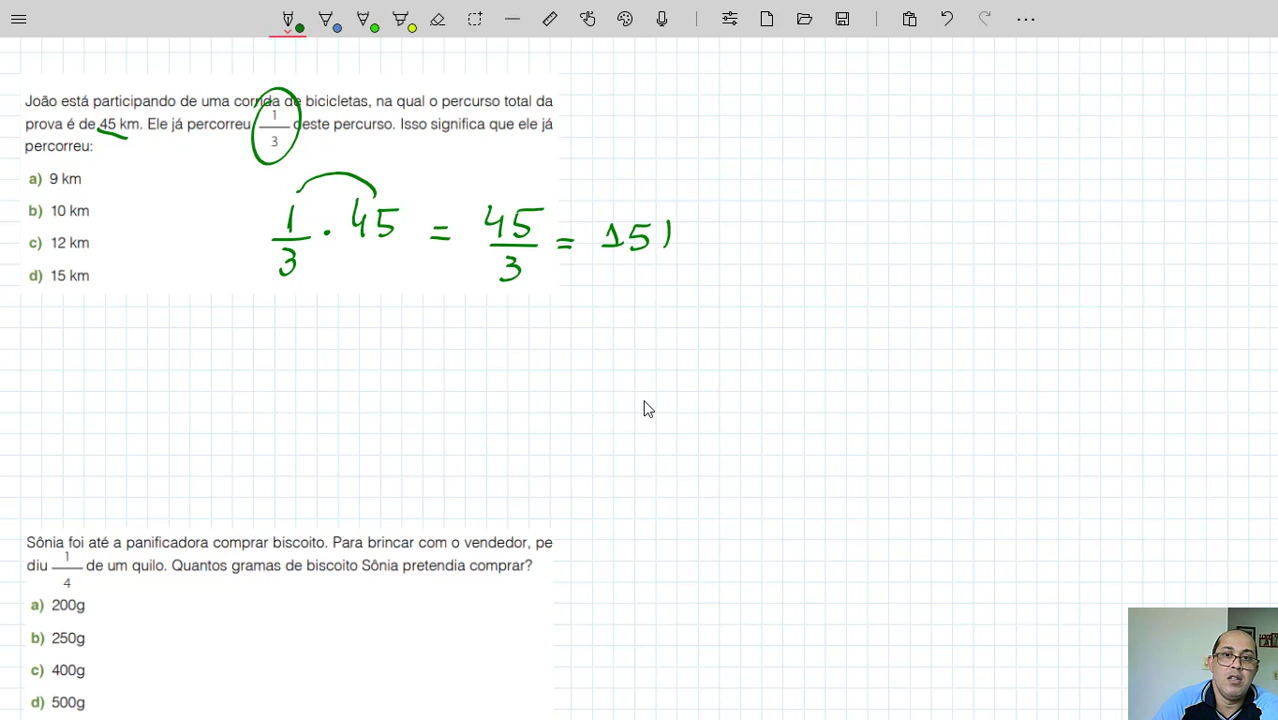 João está participando de uma corrida de bicicletas, na qual o percurso total da
prova é de 45 km. Ele já percorreu 1/3 deste percurso. Isso significa que ele já
percorreu:
a) 9 km
b) 10 km
c) 12 km
d) 15 km
1/3 . 45 = 45/3 = 15
Sônia foi até a panificadora comprar biscoito. Para brincar com o vendedor, pe
diu 1/4 de um quilo. Quantos gramas de biscoito Sônia pretendia comprar?
a) 200g
b) 250g
c) 400g
d) 500g